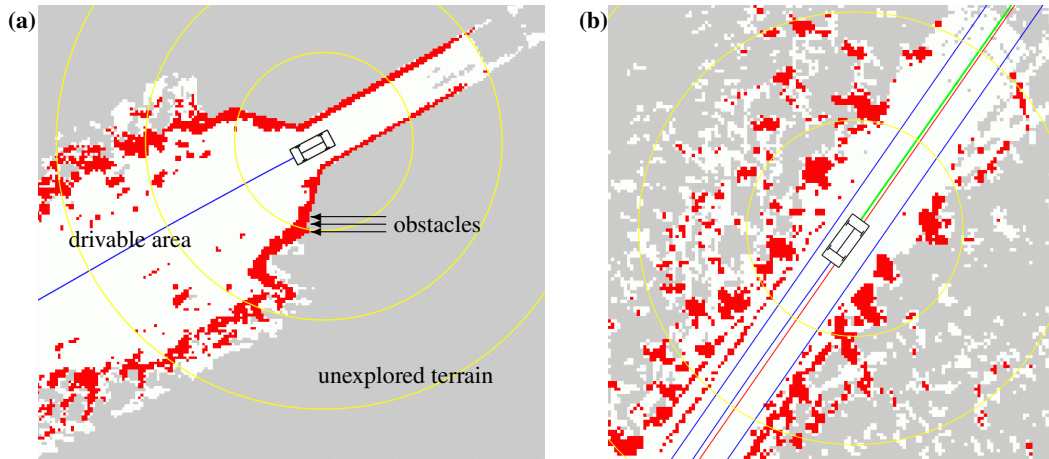 (a)
drivable area
obstacles
unexplored terrain
(b)